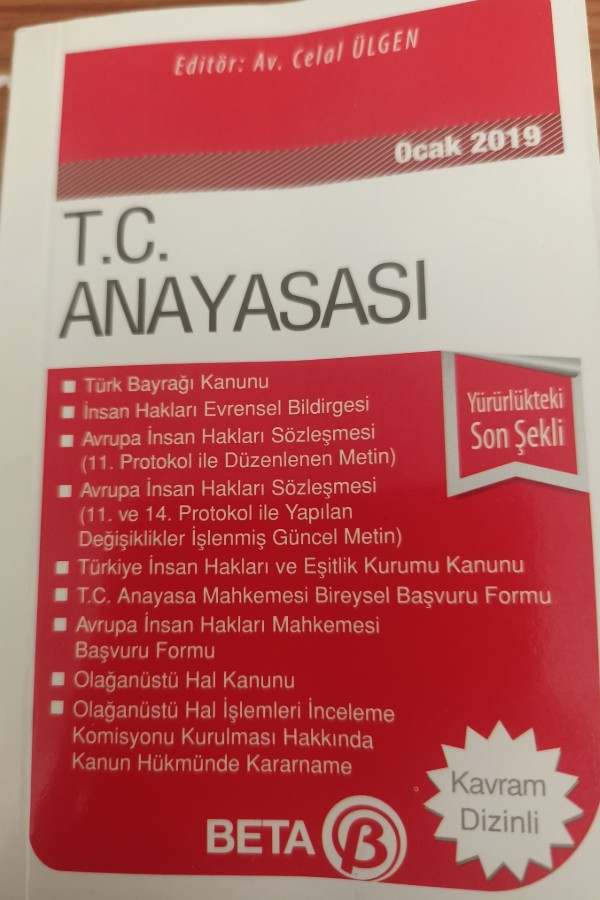 Editör: Av. Celal ÜLGEN
Ocak 2019
T.C.
ANAYASASI
Yürürlükteki
Son Şekli
Türk Bayrağı Kanunu
İnsan Hakları Evrensel Bildirgesi
Avrupa İnsan Hakları Sözleşmesi
(11. Protokol ile Düzenlenen Metin)
Avrupa İnsan Hakları Sözleşmesi
(11. ve 14. Protokol ile Yapılan
Değişiklikler İşlenmiş Güncel Metin)
Türkiye İnsan Hakları ve Eşitlik Kurumu Kanunu
T.C. Anayasa Mahkemesi Bireysel Başvuru Formu
Avrupa İnsan Hakları Mahkemesi
Başvuru Formu
Olağanüstü Hal Kanunu
Olağanüstü Hal İşlemleri İnceleme
Komisyonu Kurulması Hakkında
Kanun Hükmünde Kararname
Kavram
Dizinli
BETA β